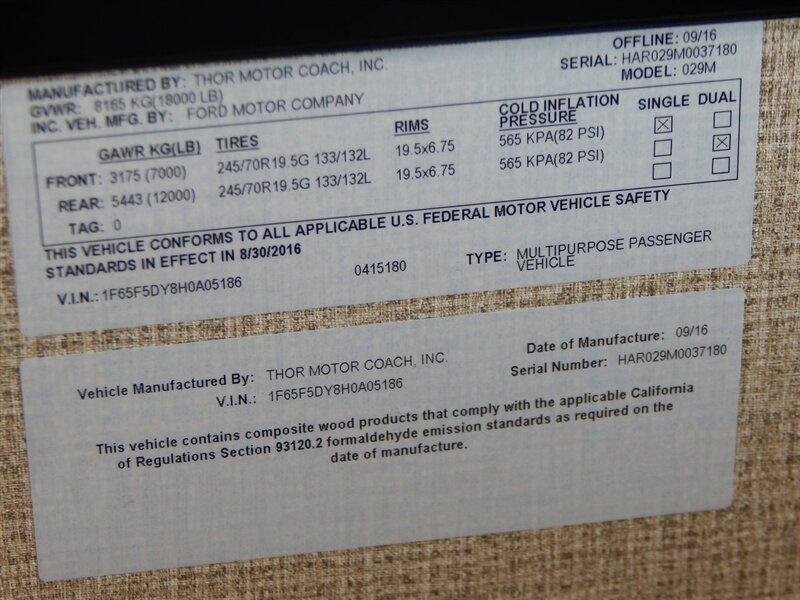 MANUFACTURED BY: THOR MOTOR COACH, INC.
OFFLINE: 09/16
GVWR: 8165 KG(18000 LB)
SERIAL: HAR029M0037180
INC. VEH. MFG. BY: FORD MOTOR COMPANY
MODEL: 029M
GAWR KG(LB) TIRES RIMS COLD INFLATION PRESSURE SINGLE DUAL
FRONT: 3175 (7000) 245/70R19.5G 133/132L 19.5x6.75 565 KPA(82 PSI) ☒ ☐
REAR: 5443 (12000) 245/70R19.5G 133/132L 19.5x6.75 565 KPA(82 PSI) ☐ ☒
TAG: 0 ☐ ☐
THIS VEHICLE CONFORMS TO ALL APPLICABLE U.S. FEDERAL MOTOR VEHICLE SAFETY
STANDARDS IN EFFECT IN 8/30/2016
V.I.N.: 1F65F5DY8H0A05186 0415180 TYPE: MULTIPURPOSE PASSENGER
VEHICLE
Vehicle Manufactured By: THOR MOTOR COACH, INC. Date of Manufacture: 09/16
V.I.N.: 1F65F5DY8H0A05186 Serial Number: HAR029M0037180
This vehicle contains composite wood products that comply with the applicable California
of Regulations Section 93120.2 formaldehyde emission standards as required on the
date of manufacture.